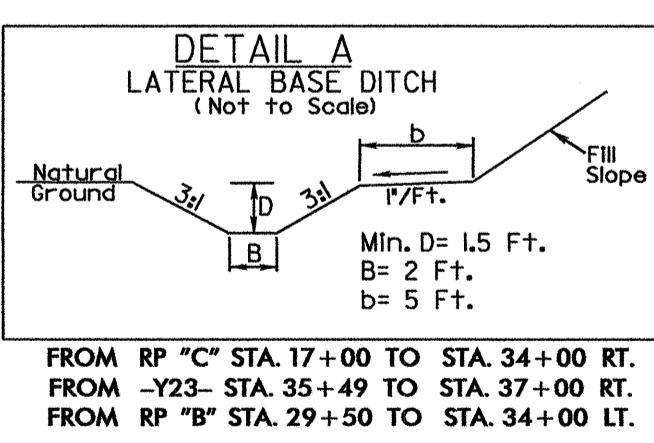 DETAIL A
LATERAL BASE DITCH
(Not to Scale)
b
Natural
Ground
3:1
D
3:1
1"/Ft.
Fill
Slope
B
Min. D= 1.5 Ft.
B= 2 Ft.
b= 5 Ft.
FROM RP "C" STA. 17+00 TO STA. 34+00 RT.
FROM -Y23- STA. 35+49 TO STA. 37+00 RT.
FROM RP "B" STA. 29+50 TO STA. 34+00 LT.